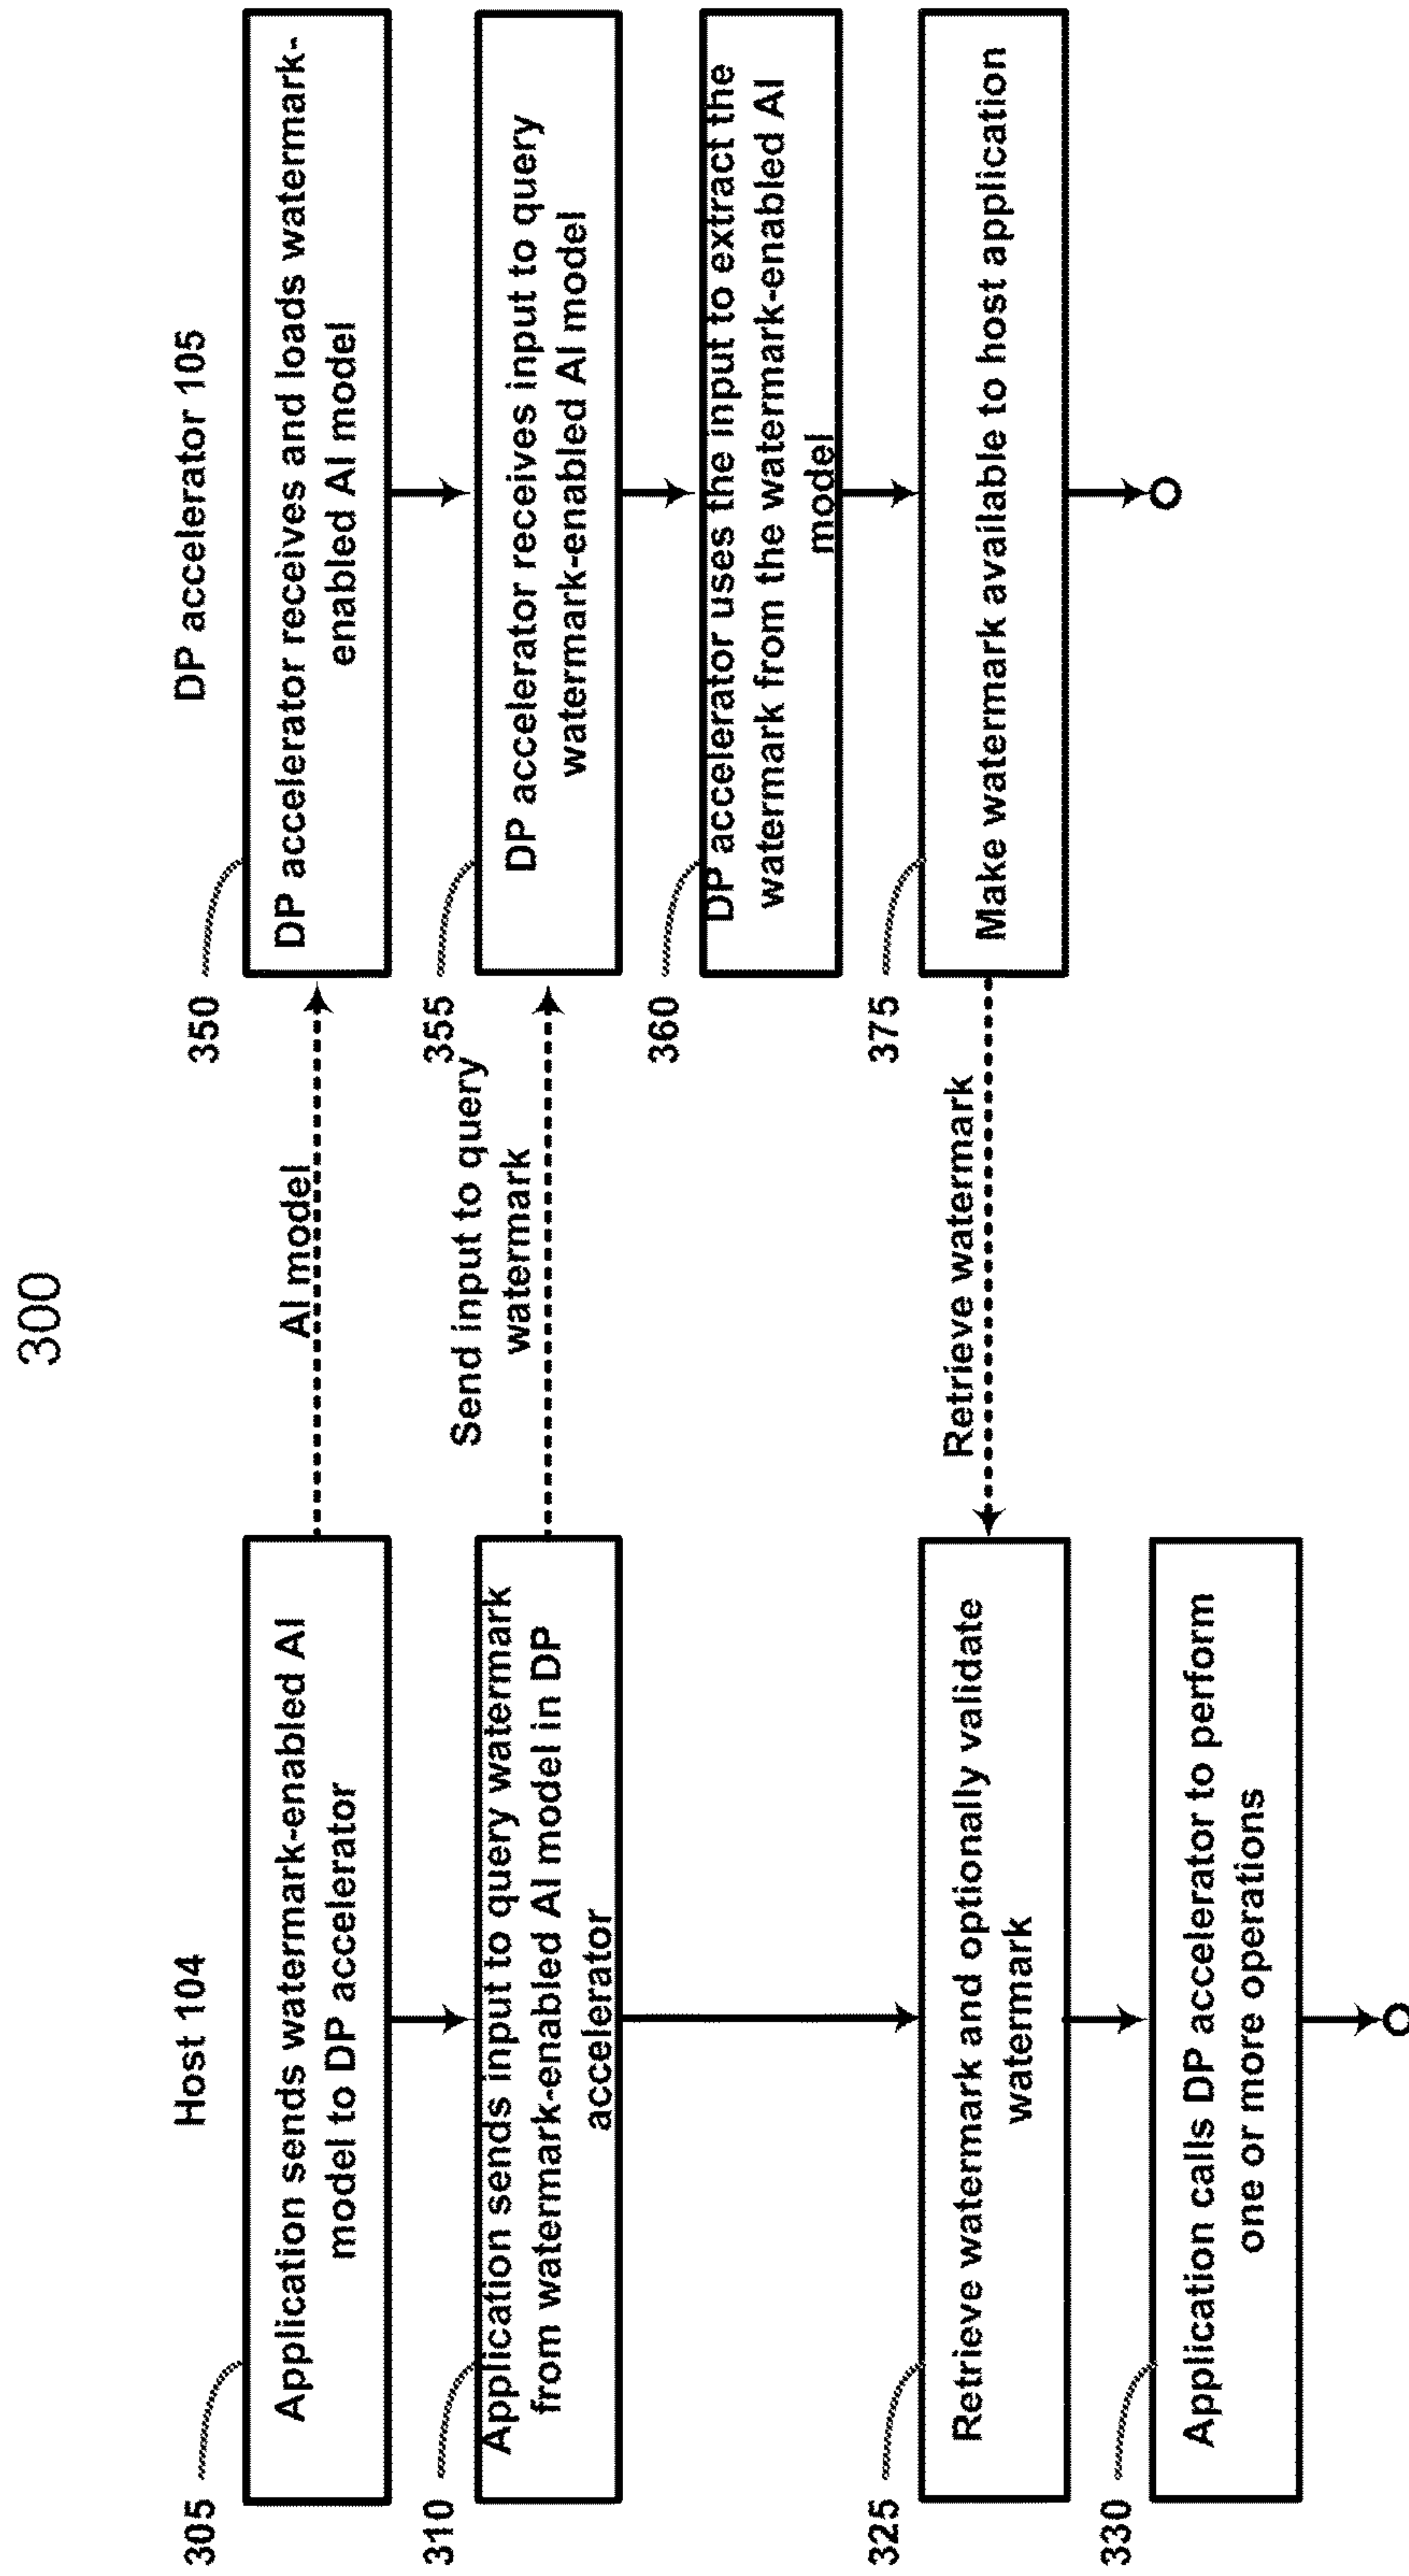 300
Host 104
305
Application sends watermark-enabled AI
model to DP accelerator
310
Application sends input to query watermark
from watermark-enabled AI model in DP
accelerator
325
Retrieve watermark and optionally validate
watermark
330
Application calls DP accelerator to perform
one or more operations
AI model
Send input to query
watermark
Retrieve watermark
DP accelerator 105
350
DP accelerator receives and loads watermark-
enabled AI model
355
DP accelerator receives input to query
watermark-enabled AI model
360
DP accelerator uses the input to extract the
watermark from the watermark-enabled AI
model
375
Make watermark available to host application